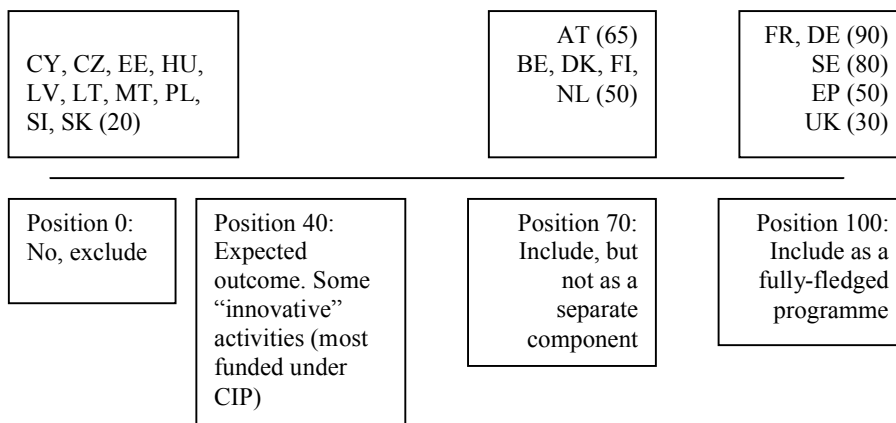 CY, CZ, EE, HU,
LV, LT, MT, PL,
SI, SK (20)
AT (65)
BE, DK, FI,
NL (50)
FR, DE (90)
SE (80)
EP (50)
UK (30)
Position 0:
No, exclude
Position 40:
Expected
outcome. Some
“innovative”
activities (most
funded under
CIP)
Position 70:
Include, but
not as a
separate
component
Position 100:
Include as a
fully-fledged
programme